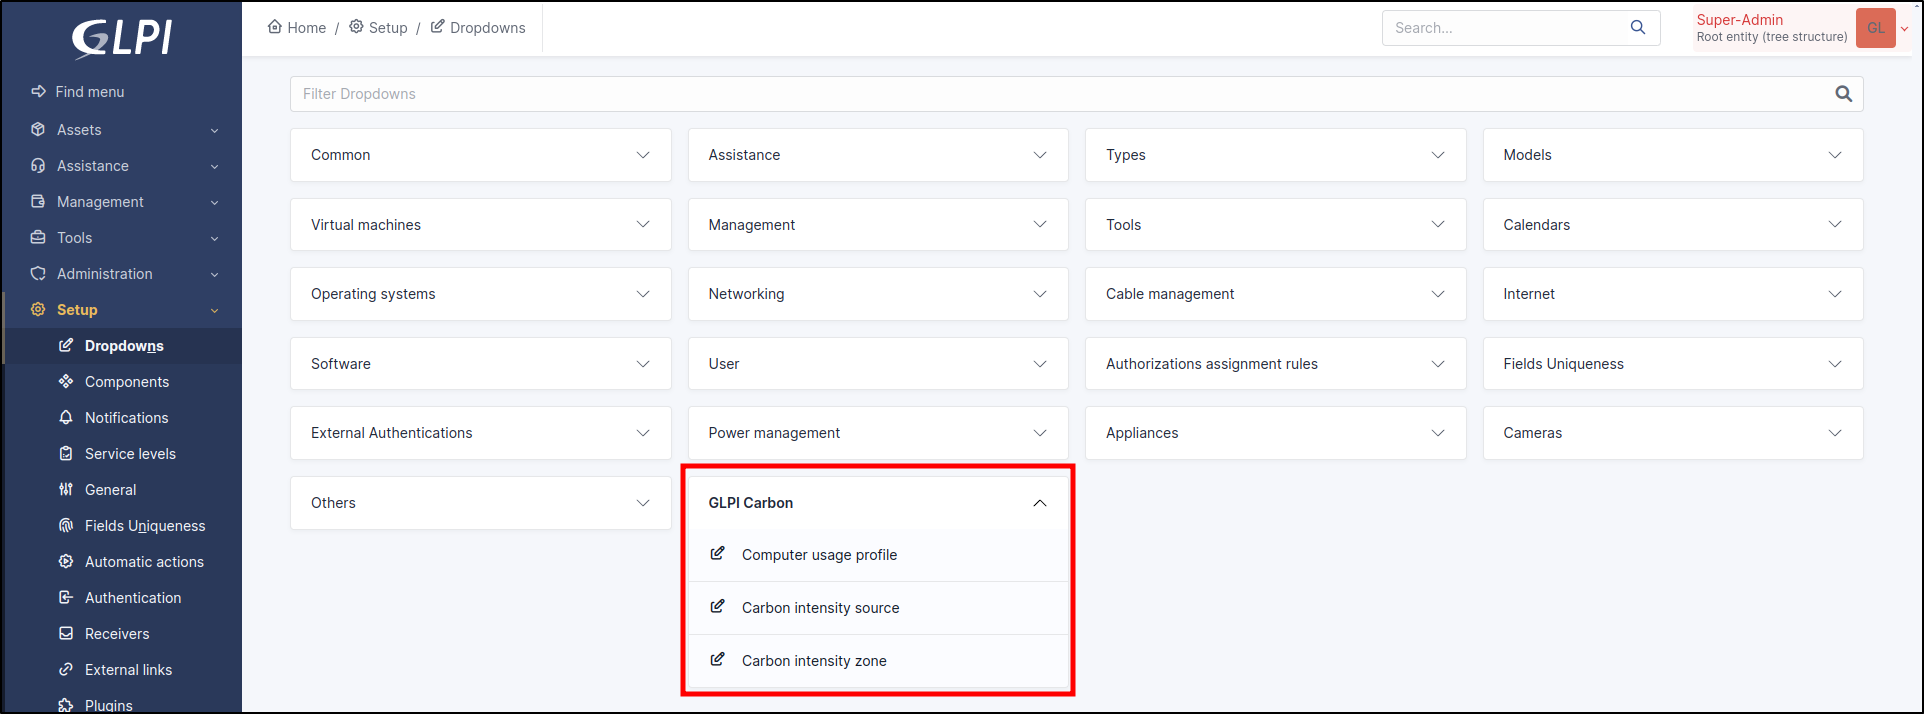 GLPI
Home / Setup / Dropdowns
Search...
Super-Admin
Root entity (tree structure)
GL
Find menu
Assets
Assistance
Management
Tools
Administration
Setup
Dropdowns
Components
Notifications
Service levels
General
Fields Uniqueness
Automatic actions
Authentication
Receivers
External links
Plugins
Filter Dropdowns
Common
Assistance
Types
Models
Virtual machines
Management
Tools
Calendars
Operating systems
Networking
Cable management
Internet
Software
User
Authorizations assignment rules
Fields Uniqueness
External Authentications
Power management
Appliances
Cameras
Others
GLPI Carbon
Computer usage profile
Carbon intensity source
Carbon intensity zone